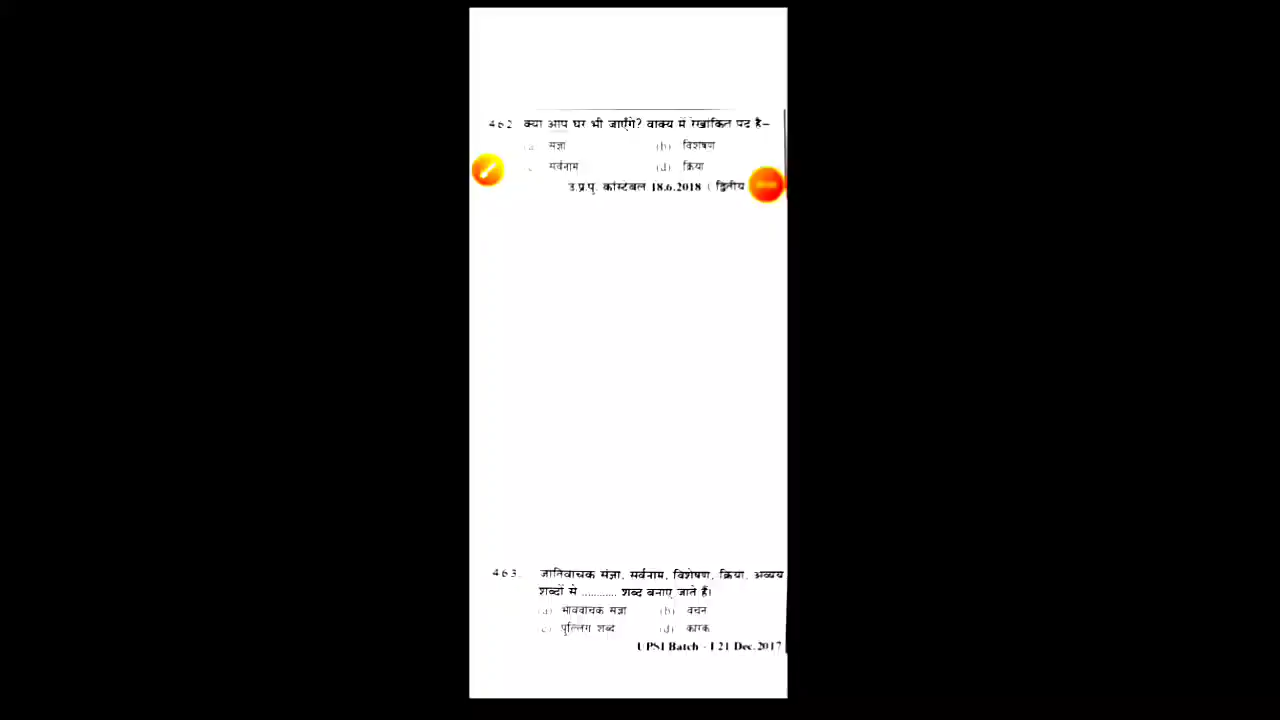 462 क्या आप घर भी जाएँगे? वाक्य में रेखांकित पद है–
(a) संज्ञा (b) विशेषण
(c) सर्वनाम (d) क्रिया
उ.प्र.पु. कांस्टेबल 18.6.2018 ( द्वितीय
463. जातिवाचक संज्ञा, सर्वनाम, विशेषण, क्रिया, अव्यय
शब्दों से ............ शब्द बनाए जाते हैं।
(a) भाववाचक संज्ञा (b) वचन
(c) पुल्लिंग शब्द (d) कारक
UPSI Batch - I 21 Dec.2017